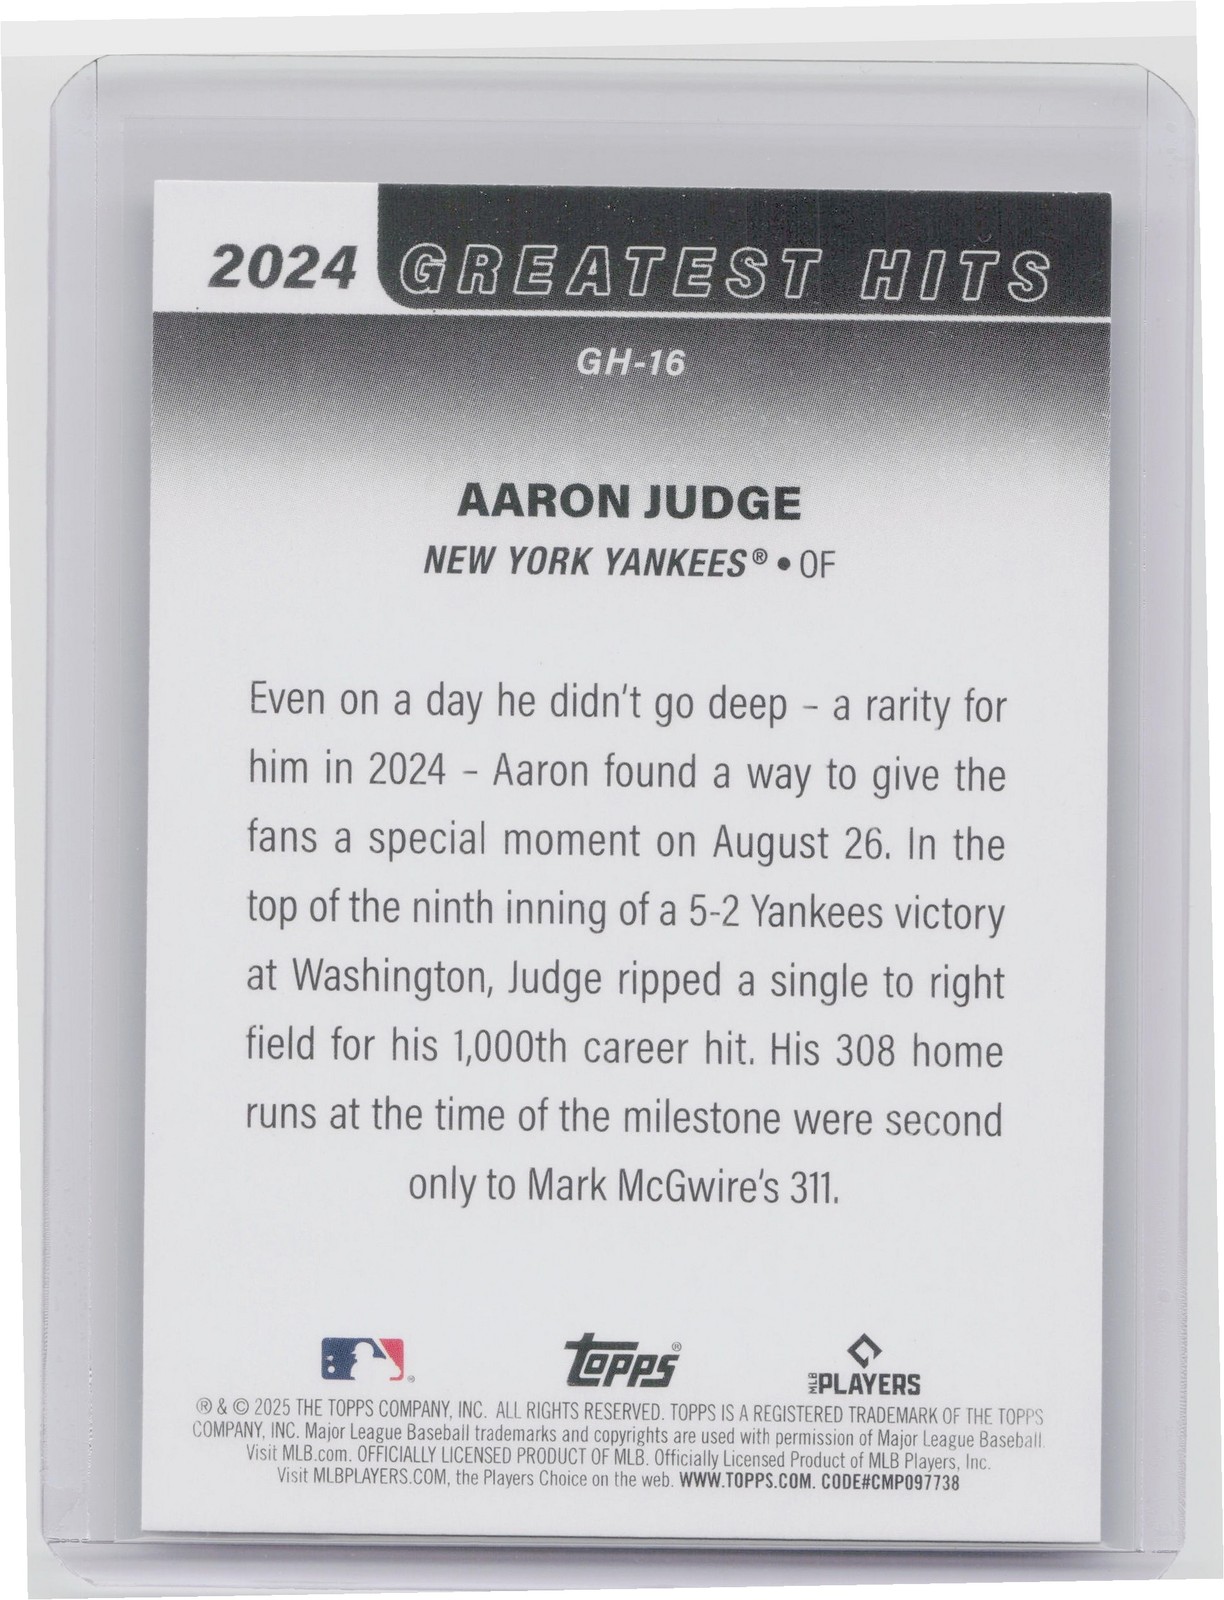 2024 GREATEST HITS
GH-16
AARON JUDGE
NEW YORK YANKEES® • OF
Even on a day he didn't go deep – a rarity for
him in 2024 – Aaron found a way to give the
fans a special moment on August 26. In the
top of the ninth inning of a 5-2 Yankees victory
at Washington, Judge ripped a single to right
field for his 1,000th career hit. His 308 home
runs at the time of the milestone were second
only to Mark McGwire's 311.
topps® MLB PLAYERS
® & © 2025 THE TOPPS COMPANY, INC. ALL RIGHTS RESERVED. TOPPS IS A REGISTERED TRADEMARK OF THE TOPPS
COMPANY, INC. Major League Baseball trademarks and copyrights are used with permission of Major League Baseball.
Visit MLB.com. OFFICIALLY LICENSED PRODUCT OF MLB. Officially Licensed Product of MLB Players, Inc.
Visit MLBPLAYERS.COM, the Players Choice on the web. WWW.TOPPS.COM. CODE#CMP097738